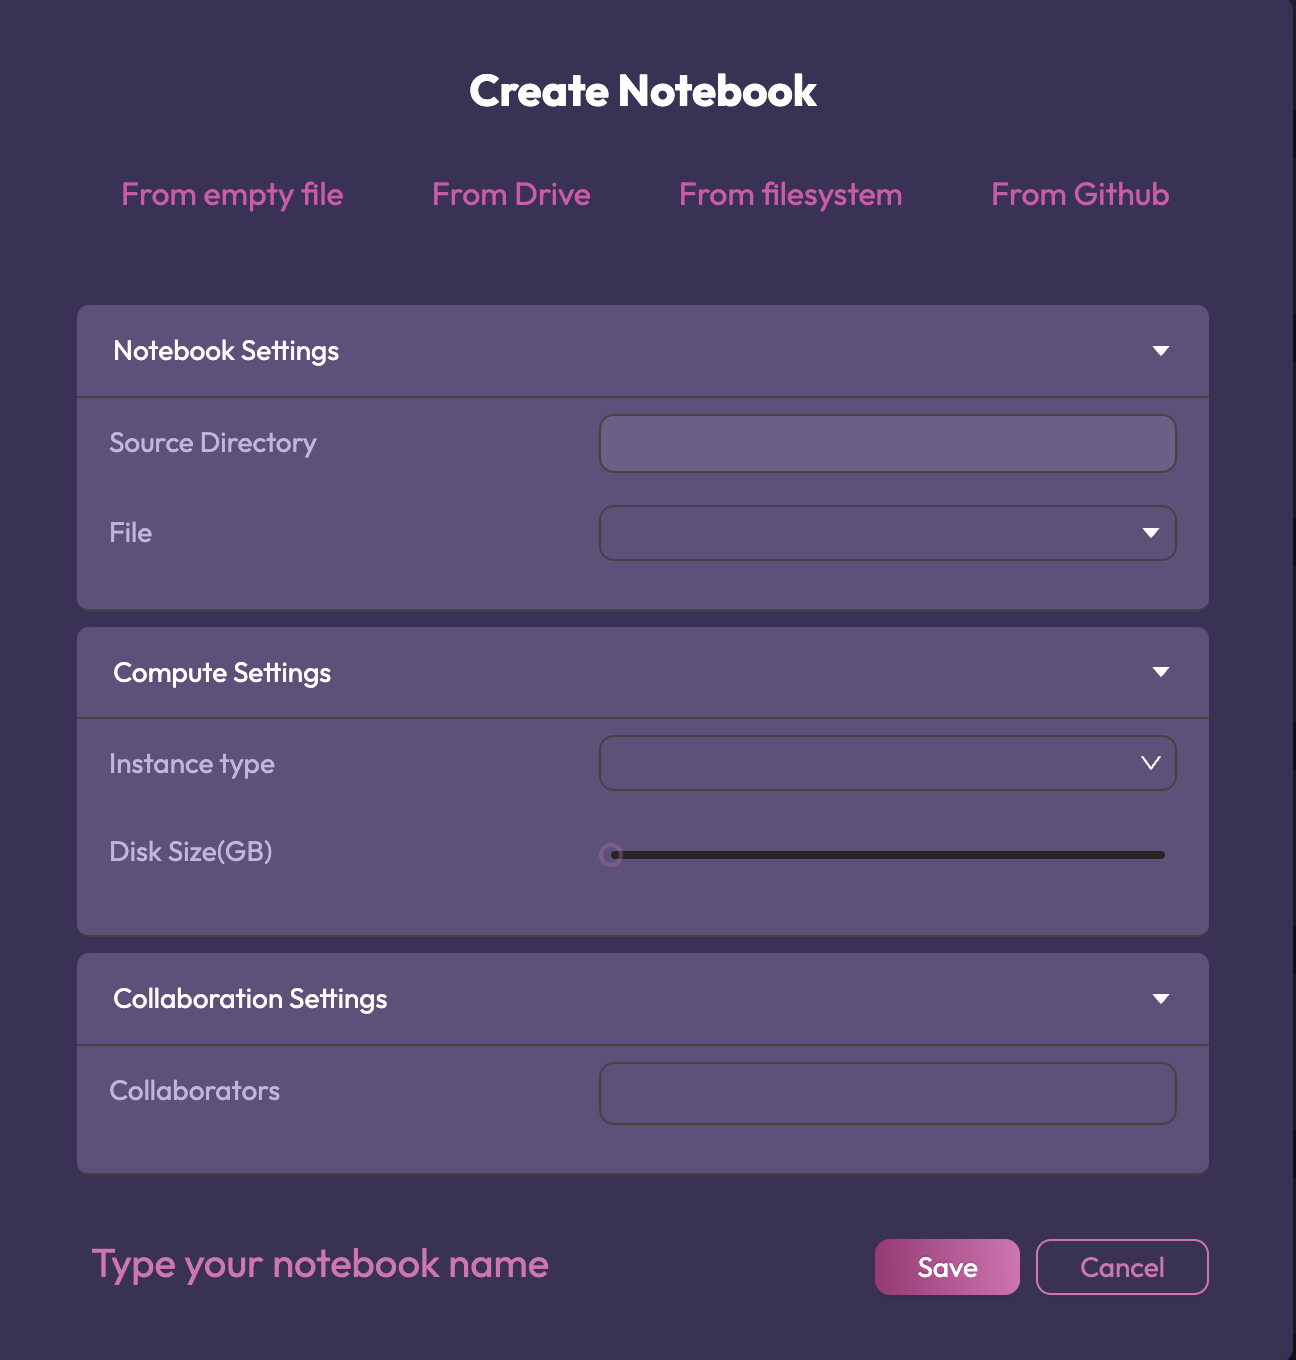 Create Notebook
From empty file From Drive From filesystem From Github
Notebook Settings
Source Directory
File
Compute Settings
Instance type
Disk Size(GB)
Collaboration Settings
Collaborators
Type your notebook name Save Cancel